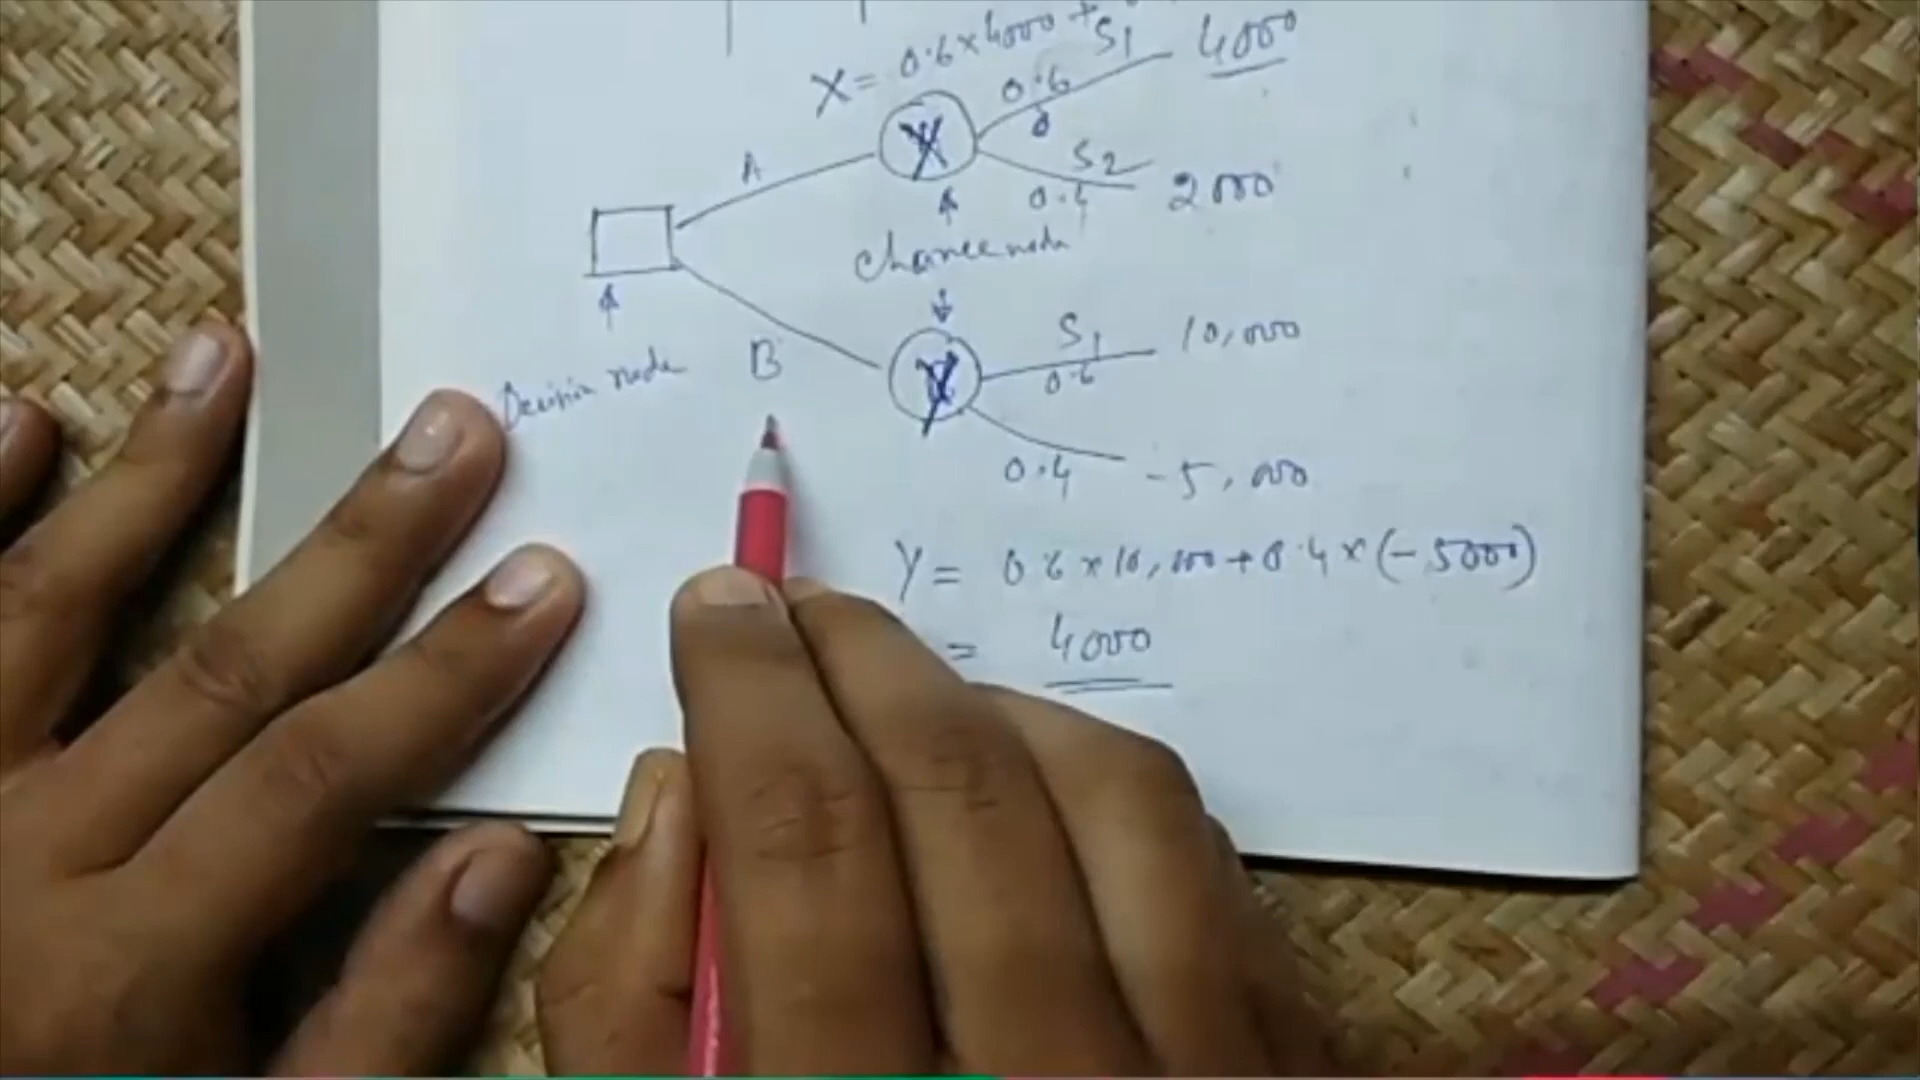 X = 0.6 x 4000 +
S1 4000
0.6
X
A
S2
0.4 2000
Chance node
Decision node
B
Y
S1 10,000
0.6
0.4 -5,000
Y = 0.6 x 10,000 + 0.4 x (-5000)
= 4000